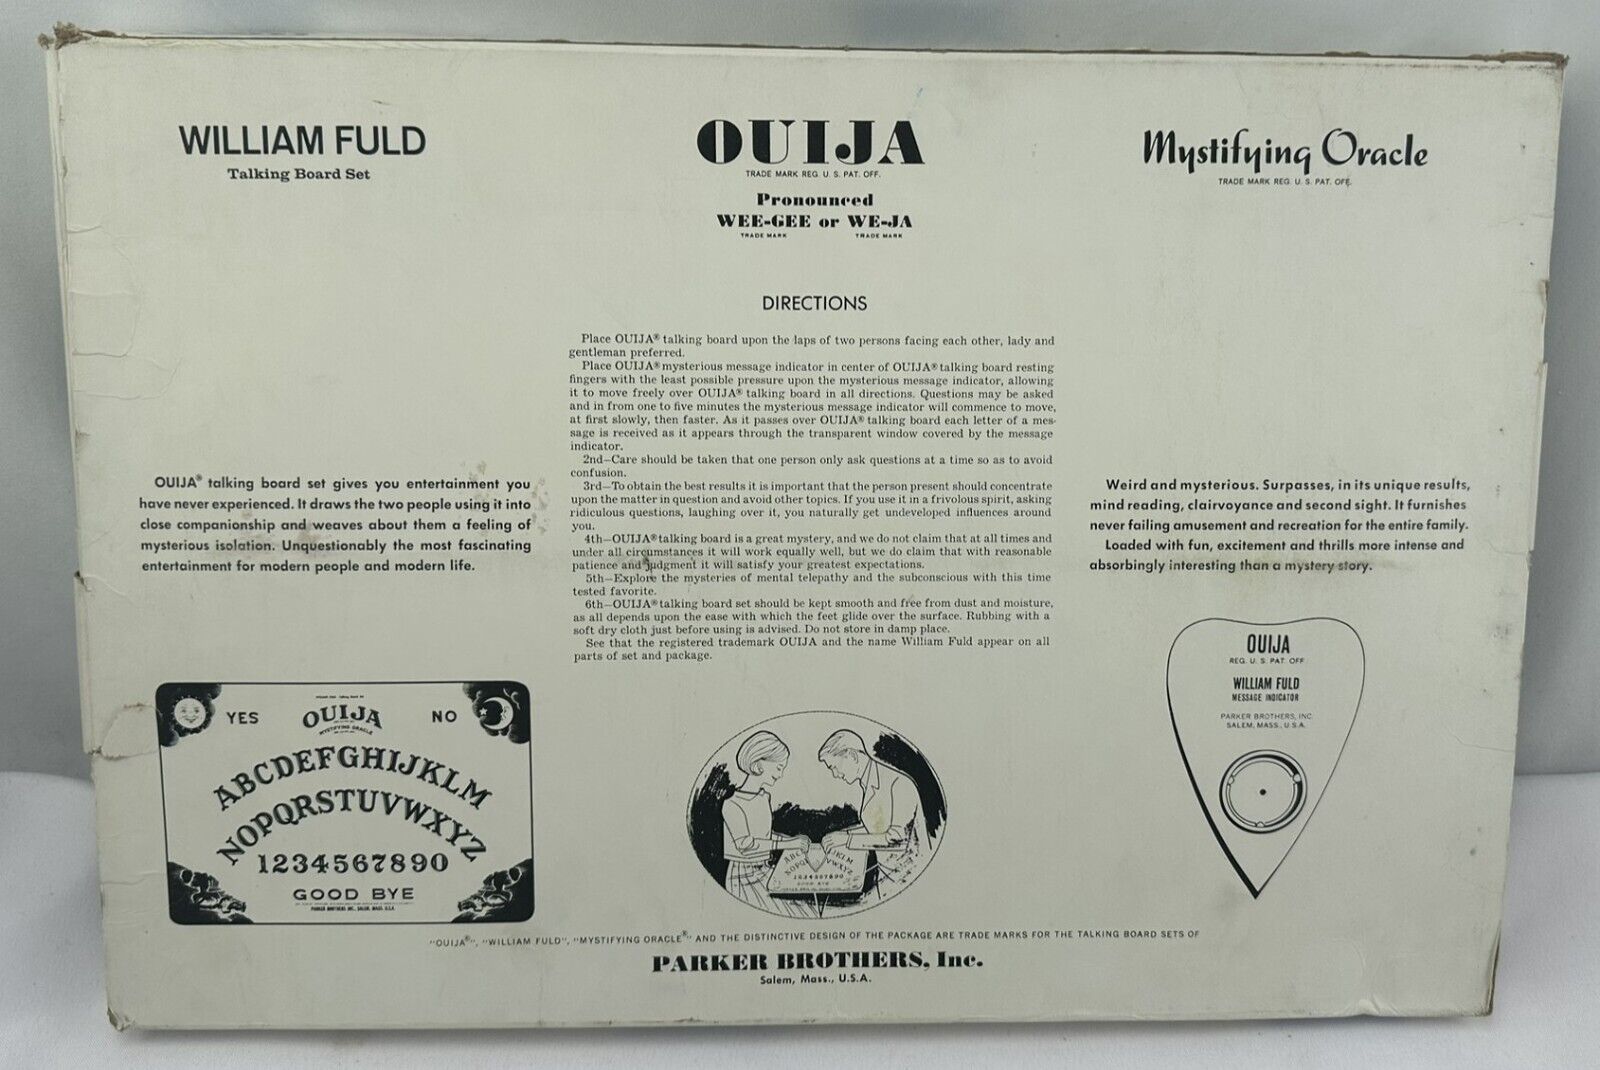 WILLIAM FULD
Talking Board Set
OUIJA
TRADE MARK REG. U. S. PAT. OFF.
Pronounced
WEE-GEE or WE-JA
TRADE MARK TRADE MARK
Mystifying Oracle
TRADE MARK REG. U. S. PAT. OFF.
DIRECTIONS
Place OUIJA® talking board upon the laps of two persons facing each other, lady and
gentleman preferred.
Place OUIJA® mysterious message indicator in center of OUIJA® talking board resting
fingers with the least possible pressure upon the mysterious message indicator, allowing
it to move freely over OUIJA® talking board in all directions. Questions may be asked
and in from one to five minutes the mysterious message indicator will commence to move,
at first slowly, then faster. As it passes over OUIJA® talking board each letter of a mes-
sage is received as it appears through the transparent window covered by the message
indicator.
2nd—Care should be taken that one person only ask questions at a time so as to avoid
confusion.
3rd—To obtain the best results it is important that the person present should concentrate
upon the matter in question and avoid other topics. If you use it in a frivolous spirit, asking
ridiculous questions, laughing over it, you naturally get undeveloped influences around
you.
4th—OUIJA® talking board is a great mystery, and we do not claim that at all times and
under all circumstances it will work equally well, but we do claim that with reasonable
patience and judgment it will satisfy your greatest expectations.
5th—Explore the mysteries of mental telepathy and the subconscious with this time
tested favorite.
6th—OUIJA® talking board set should be kept smooth and free from dust and moisture,
as all depends upon the ease with which the feet glide over the surface. Rubbing with a
soft dry cloth just before using is advised. Do not store in damp place.
See that the registered trademark OUIJA and the name William Fuld appear on all
parts of set and package.
OUIJA® talking board set gives you entertainment you
have never experienced. It draws the two people using it into
close companionship and weaves about them a feeling of
mysterious isolation. Unquestionably the most fascinating
entertainment for modern people and modern life.
Weird and mysterious. Surpasses, in its unique results,
mind reading, clairvoyance and second sight. It furnishes
never failing amusement and recreation for the entire family.
Loaded with fun, excitement and thrills more intense and
absorbingly interesting than a mystery story.
WILLIAM FULD Talking Board Set
YES OUIJA NO
MYSTIFYING ORACLE
ABCDEFGHIJKLM
NOPQRSTUVWXYZ
1234567890
GOOD BYE
PARKER BROTHERS INC. SALEM, MASS. U.S.A.
ABC IJKLM
NOPQ VWXYZ
1234567890
GOOD BYE
OUIJA
REG. U. S. PAT. OFF
WILLIAM FULD
MESSAGE INDICATOR
PARKER BROTHERS, INC.
SALEM, MASS., U.S.A.
"OUIJA®", "WILLIAM FULD", "MYSTIFYING ORACLE®" AND THE DISTINCTIVE DESIGN OF THE PACKAGE ARE TRADE MARKS FOR THE TALKING BOARD SETS OF
PARKER BROTHERS, Inc.
Salem, Mass., U.S.A.